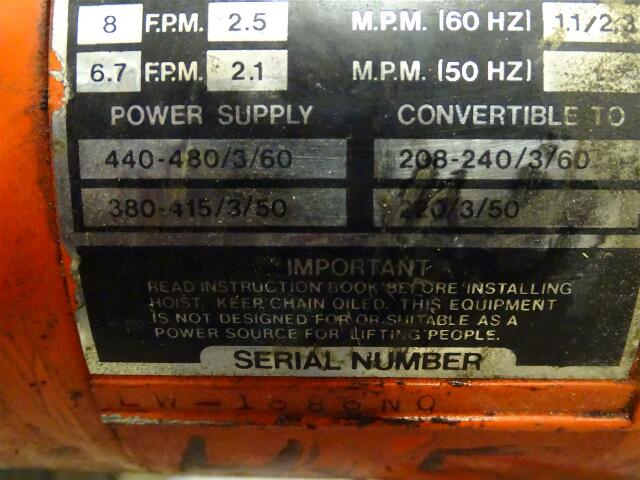 8 F.P.M. 2.5 M.P.M. (60 HZ)
6.7 F.P.M. 2.1 M.P.M. (50 HZ)
POWER SUPPLY CONVERTIBLE TO
440-480/3/60 208-240/3/60
380-415/3/50 220/3/50
IMPORTANT
READ INSTRUCTION BOOK BEFORE INSTALLING
HOIST. KEEP CHAIN OILED. THIS EQUIPMENT
IS NOT DESIGNED FOR OR SUITABLE AS A
POWER SOURCE FOR LIFTING PEOPLE.
SERIAL NUMBER
LW-1686NO